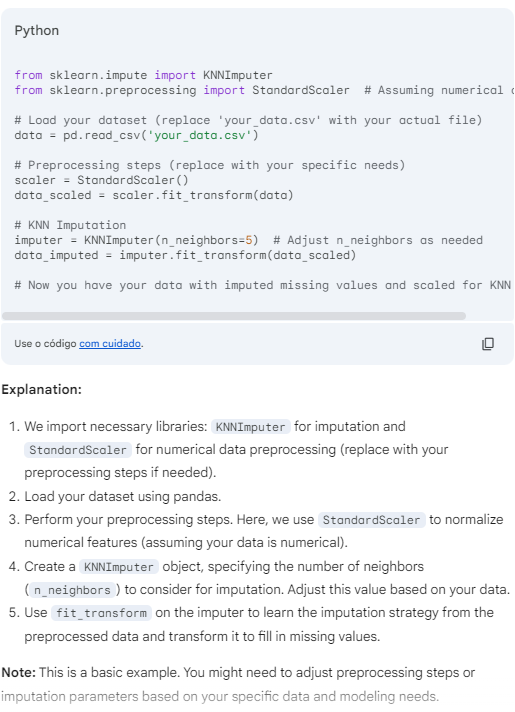 Python
from sklearn.impute import KNNImputer
from sklearn.preprocessing import StandardScaler  # Assuming numerical
# Load your dataset (replace 'your_data.csv' with your actual file)
data = pd.read_csv('your_data.csv')
# Preprocessing steps (replace with your specific needs)
scaler = StandardScaler()
data_scaled = scaler.fit_transform(data)
# KNN Imputation
imputer = KNNImputer(n_neighbors=5)  # Adjust n_neighbors as needed
data_imputed = imputer.fit_transform(data_scaled)
# Now you have your data with imputed missing values and scaled for KNN
Use o código com cuidado.
Explanation:
1. We import necessary libraries: KNNImputer for imputation and
StandardScaler for numerical data preprocessing (replace with your
preprocessing steps if needed).
2. Load your dataset using pandas.
3. Perform your preprocessing steps. Here, we use StandardScaler to normalize
numerical features (assuming your data is numerical).
4. Create a KNNImputer object, specifying the number of neighbors
(n_neighbors) to consider for imputation. Adjust this value based on your data.
5. Use fit_transform on the imputer to learn the imputation strategy from the
preprocessed data and transform it to fill in missing values.
Note: This is a basic example. You might need to adjust preprocessing steps or
imputation parameters based on your specific data and modeling needs.